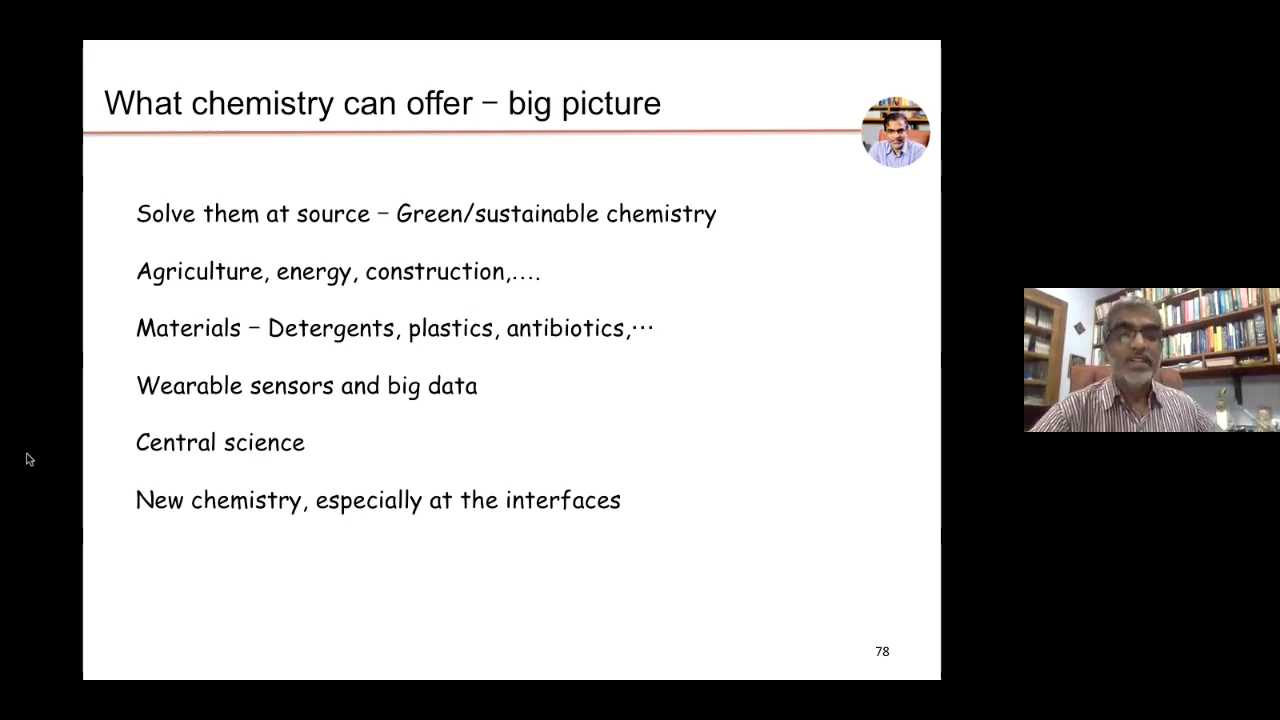 What chemistry can offer – big picture
Solve them at source – Green/sustainable chemistry
Agriculture, energy, construction,….
Materials – Detergents, plastics, antibiotics,…
Wearable sensors and big data
Central science
New chemistry, especially at the interfaces
78